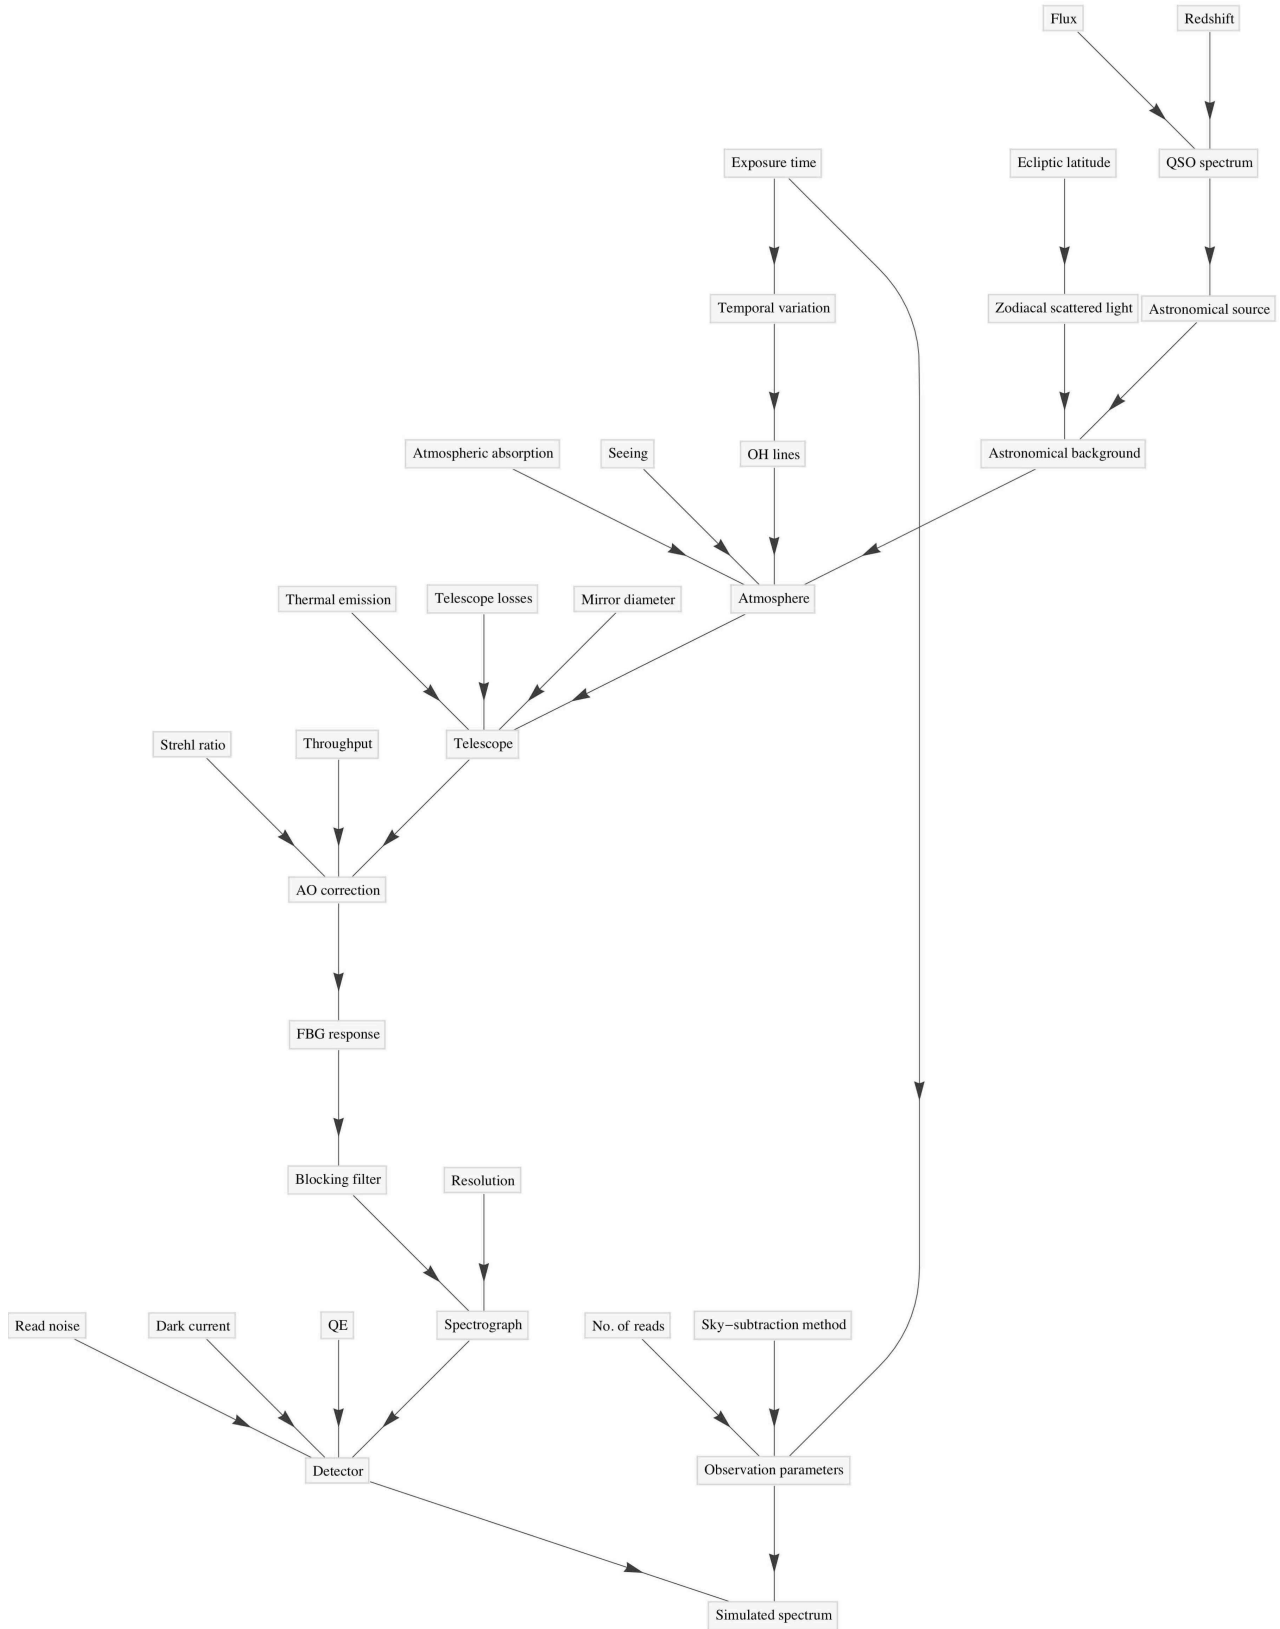 Flux
Redshift
Exposure time
Ecliptic latitude
QSO spectrum
Temporal variation
Zodiacal scattered light
Astronomical source
Atmospheric absorption
Seeing
OH lines
Astronomical background
Thermal emission
Telescope losses
Mirror diameter
Atmosphere
Strehl ratio
Throughput
Telescope
AO correction
FBG response
Blocking filter
Resolution
Read noise
Dark current
QE
Spectrograph
No. of reads
Sky−subtraction method
Detector
Observation parameters
Simulated spectrum